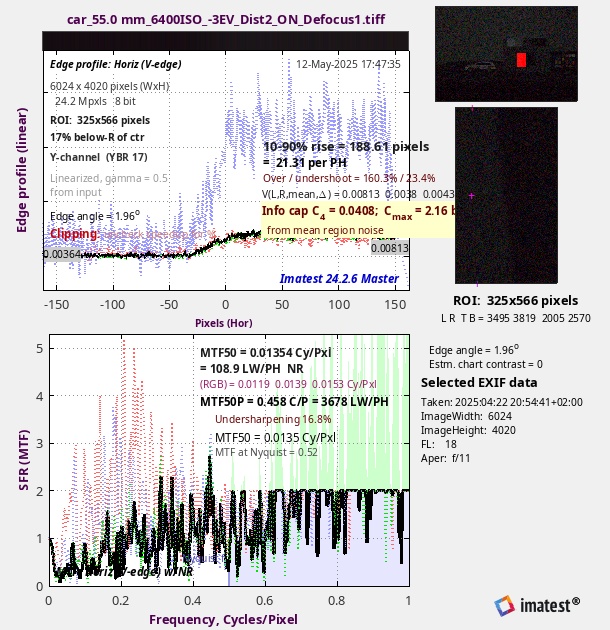 car_55.0 mm_6400ISO_-3EV_Dist2_ON_Defocus1.tiff
Edge profile: Horiz (V-edge)
12-May-2025 17:47:35
6024 x 4020 pixels (WxH)
24.2 Mpxls 8 bit
ROI: 325x566 pixels
17% below-R of ctr
Y-channel (YBR 17)
Linearized, gamma = 0.5
from input
Edge angle = 1.96°
Clipping:
10-90% rise = 188.61 pixels
= 21.31 per PH
Over / undershoot = 160.3% / 23.4%
V(L,R,mean,Δ) = 0.00813 0.0038 0.0043
Info cap C4 = 0.0408; Cmax = 2.16 b
from mean region noise
0.00364
0.00813
Imatest 24.2.6 Master
Edge profile (linear)
-150 -100 -50 0 50 100 150
Pixels (Hor)
ROI: 325x566 pixels
L R T B = 3495 3819 2005 2570
MTF50 = 0.01354 Cy/Pxl
= 108.9 LW/PH NR
(RGB) = 0.0119 0.0139 0.0153 Cy/Pxl
MTF50P = 0.458 C/P = 3678 LW/PH
Undersharpening 16.8%
MTF50 = 0.0135 Cy/Pxl
MTF at Nyquist = 0.52
SFR (MTF)
5
4
3
2
1
0
0 0.2 0.4 0.6 0.8 1
Frequency, Cycles/Pixel
Edge angle = 1.96°
Estm. chart contrast = 0
Selected EXIF data
Taken: 2025:04:22 20:54:41+02:00
ImageWidth: 6024
ImageHeight: 4020
FL: 18
Aper: f/11
imatest®